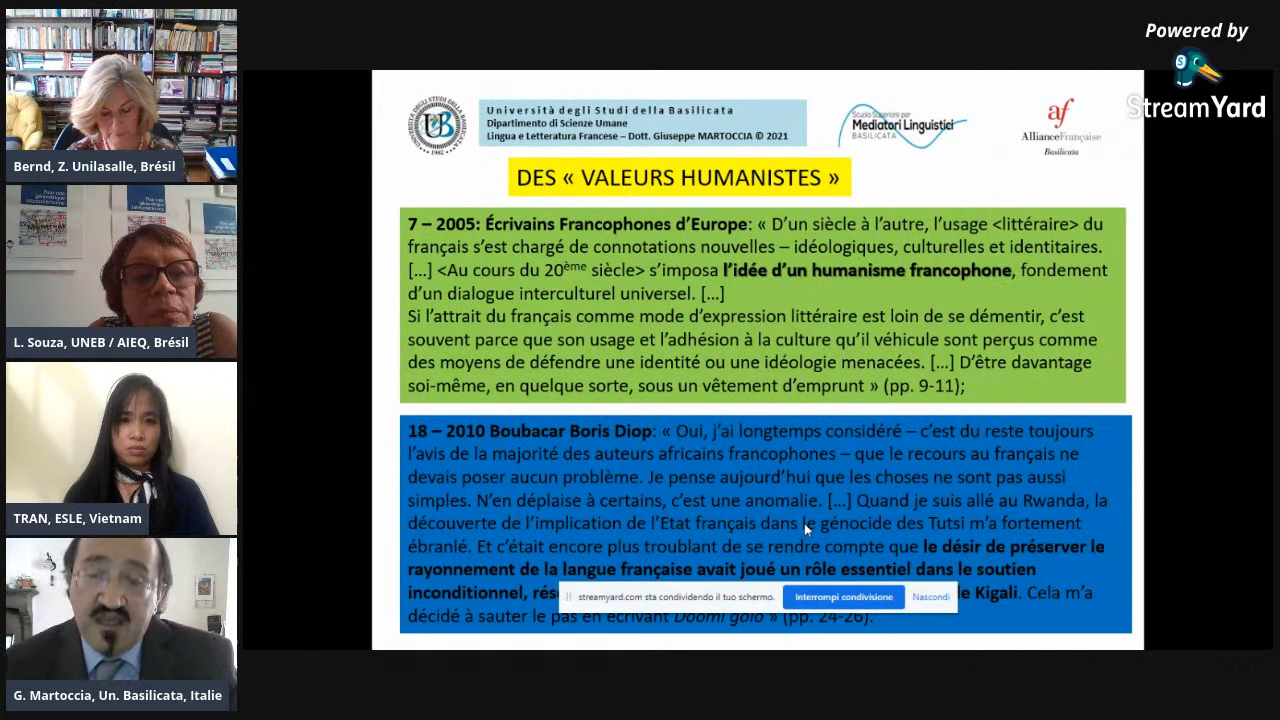 Powered by
StreamYard
Bernd, Z. Unilasalle, Brésil
L. Souza, UNEB / AIEQ, Brésil
TRAN, ESLE, Vietnam
G. Martoccia, Un. Basilicata, Italie
Università degli Studi della Basilicata
Dipartimento di Scienze Umane
Lingua e Letteratura Francese – Dott. Giuseppe MARTOCCIA © 2021
Scuola Superiore per
Mediatori Linguistici
BASILICATA
af
AllianceFrançaise
Basilicata
DES « VALEURS HUMANISTES »
7 – 2005: Écrivains Francophones d’Europe: « D’un siècle à l’autre, l’usage <littéraire> du
français s’est chargé de connotations nouvelles – idéologiques, culturelles et identitaires.
[…] <Au cours du 20ème siècle> s’imposa l’idée d’un humanisme francophone, fondement
d’un dialogue interculturel universel. […]
Si l’attrait du français comme mode d’expression littéraire est loin de se démentir, c’est
souvent parce que son usage et l’adhésion à la culture qu’il véhicule sont perçus comme
des moyens de défendre une identité ou une idéologie menacées. […] D’être davantage
soi-même, en quelque sorte, sous un vêtement d’emprunt » (pp. 9-11);
18 – 2010 Boubacar Boris Diop: « Oui, j’ai longtemps considéré – c’est du reste toujours
l’avis de la majorité des auteurs africains francophones – que le recours au français ne
devais poser aucun problème. Je pense aujourd’hui que les choses ne sont pas aussi
simples. N’en déplaise à certains, c’est une anomalie. […] Quand je suis allé au Rwanda, la
découverte de l’implication de l’Etat français dans le génocide des Tutsi m’a fortement
ébranlé. Et c’était encore plus troublant de se rendre compte que le désir de préserver le
rayonnement de la langue française avait joué un rôle essentiel dans le soutien
inconditionnel, de Kigali. Cela m’a
décidé à sauter le pas en écrivant Doomi golo » (pp. 24-26).
streamyard.com sta condividendo il tuo schermo.
Interrompi condivisione
Nascondi